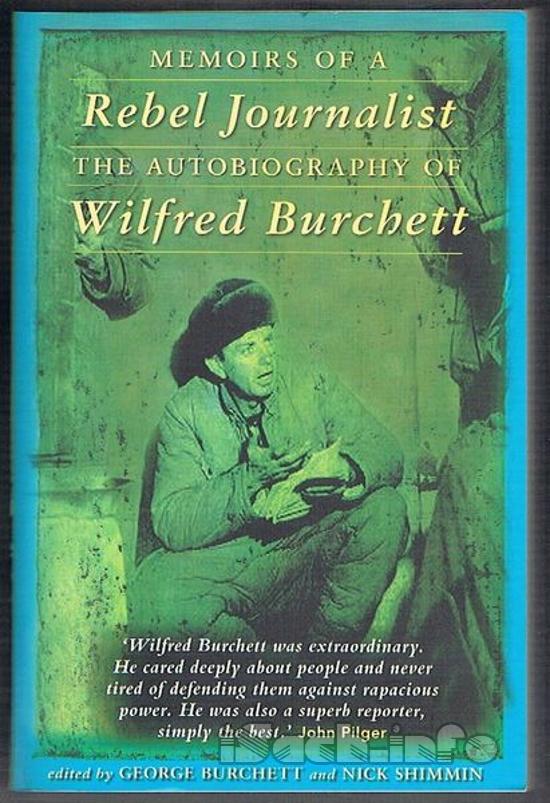 MEMOIRS OF A
Rebel Journalist
THE AUTOBIOGRAPHY OF
Wilfred Burchett
'Wilfred Burchett was extraordinary.
He cared deeply about people and never
tired of defending them against rapacious
power. He was also a superb reporter,
simply the best.' John Pilger
iSach.info
edited by GEORGE BURCHETT and NICK SHIMMIN